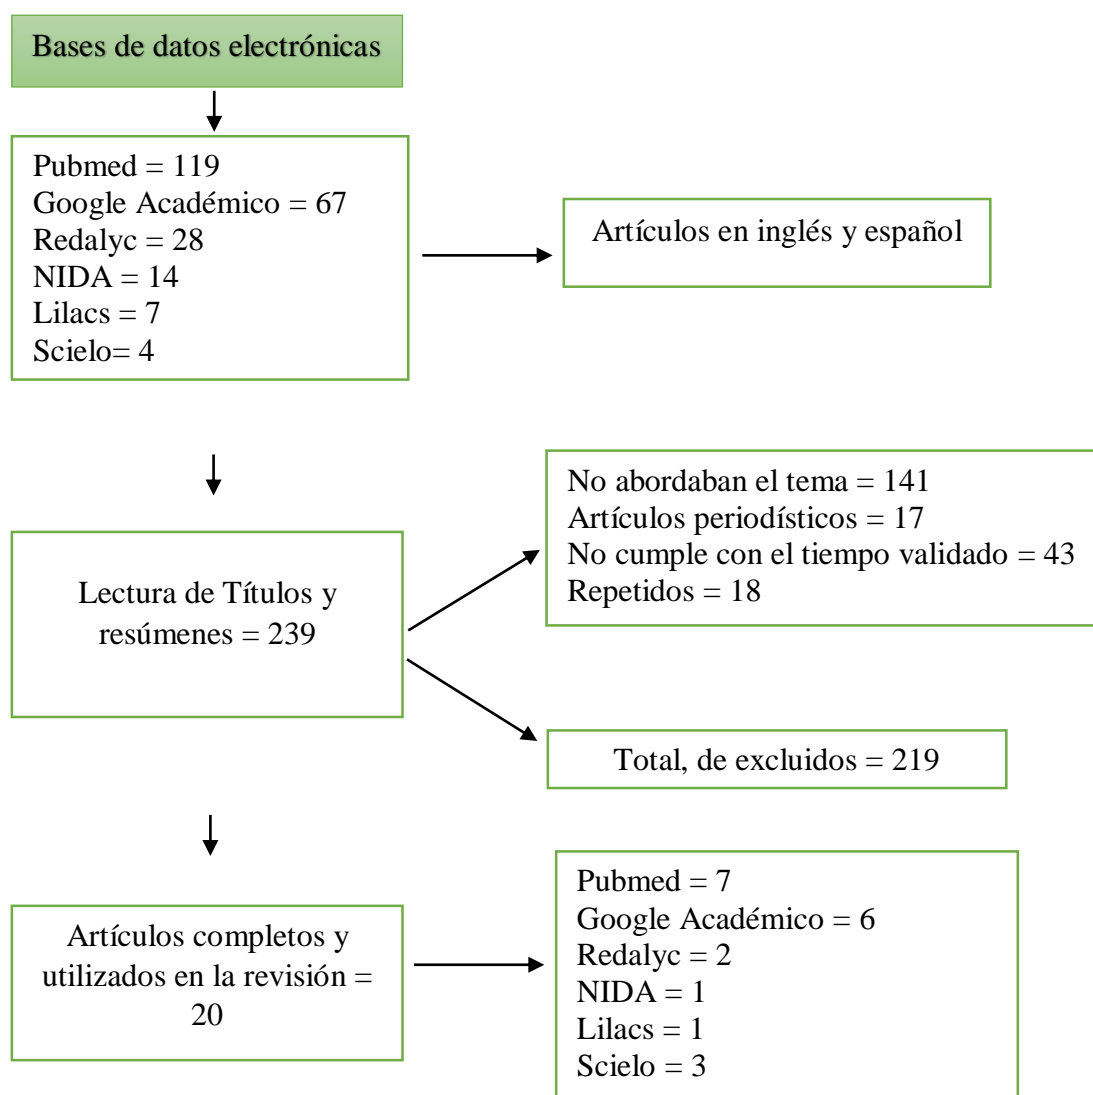 Bases de datos electrónicas
Pubmed = 119
Google Académico = 67
Redalyc = 28
NIDA = 14
Lilacs = 7
Scielo= 4
Artículos en inglés y español
No abordaban el tema = 141
Artículos periodísticos = 17
No cumple con el tiempo validado = 43
Repetidos = 18
Lectura de Títulos y
resúmenes = 239
Total, de excluidos = 219
Pubmed = 7
Google Académico = 6
Redalyc = 2
NIDA = 1
Lilacs = 1
Scielo = 3
Artículos completos y
utilizados en la revisión =
20